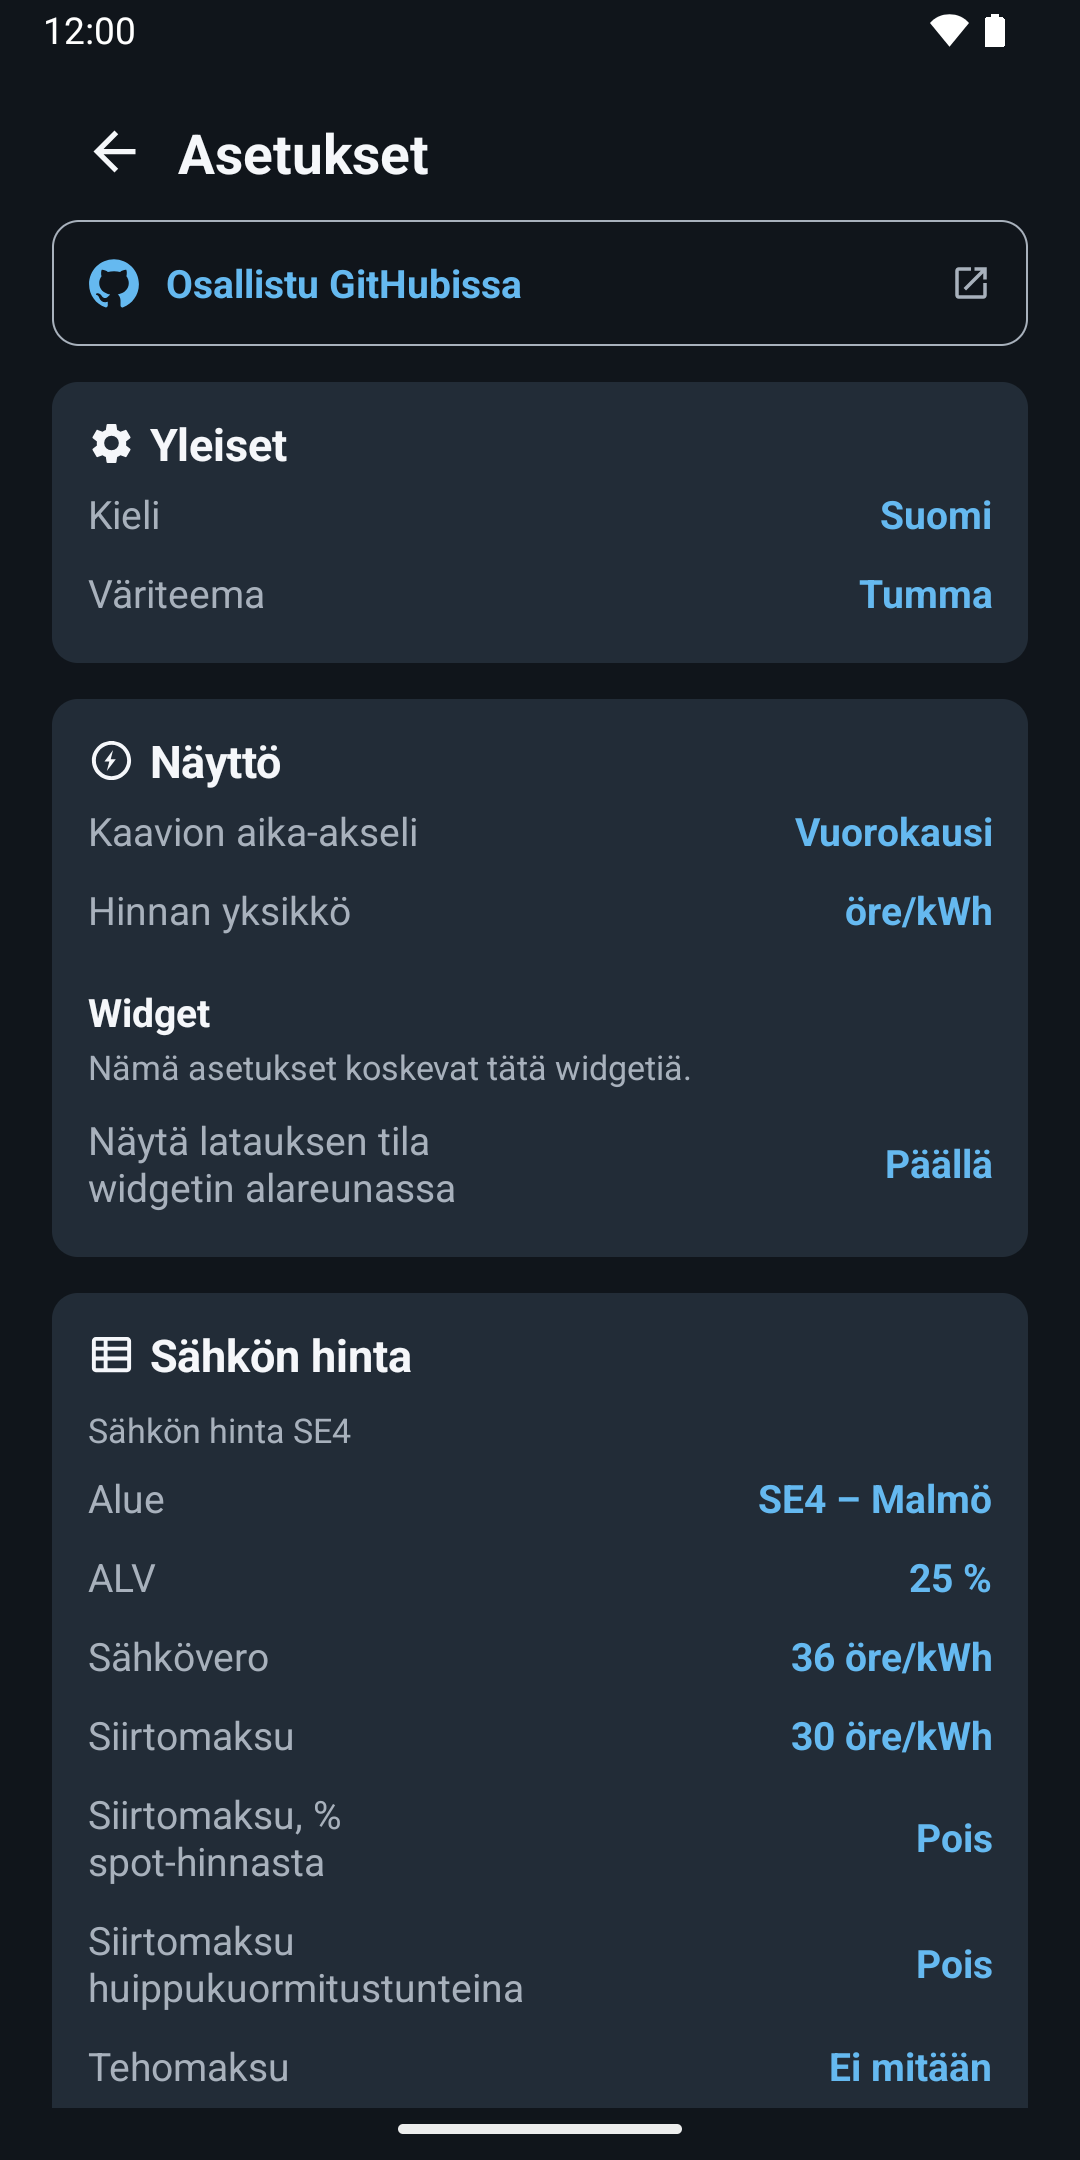 12:00
Asetukset
Osallistu GitHubissa
Yleiset
Kieli Suomi
Väriteema Tumma
Näyttö
Kaavion aika-akseli Vuorokausi
Hinnan yksikkö öre/kWh
Widget
Nämä asetukset koskevat tätä widgetiä.
Näytä latauksen tila
widgetin alareunassa
Päällä
Sähkön hinta
Sähkön hinta SE4
Alue SE4 – Malmö
ALV 25 %
Sähkövero 36 öre/kWh
Siirtomaksu 30 öre/kWh
Siirtomaksu, %
spot-hinnasta
Pois
Siirtomaksu
huippukuormitustunteina
Pois
Tehomaksu Ei mitään